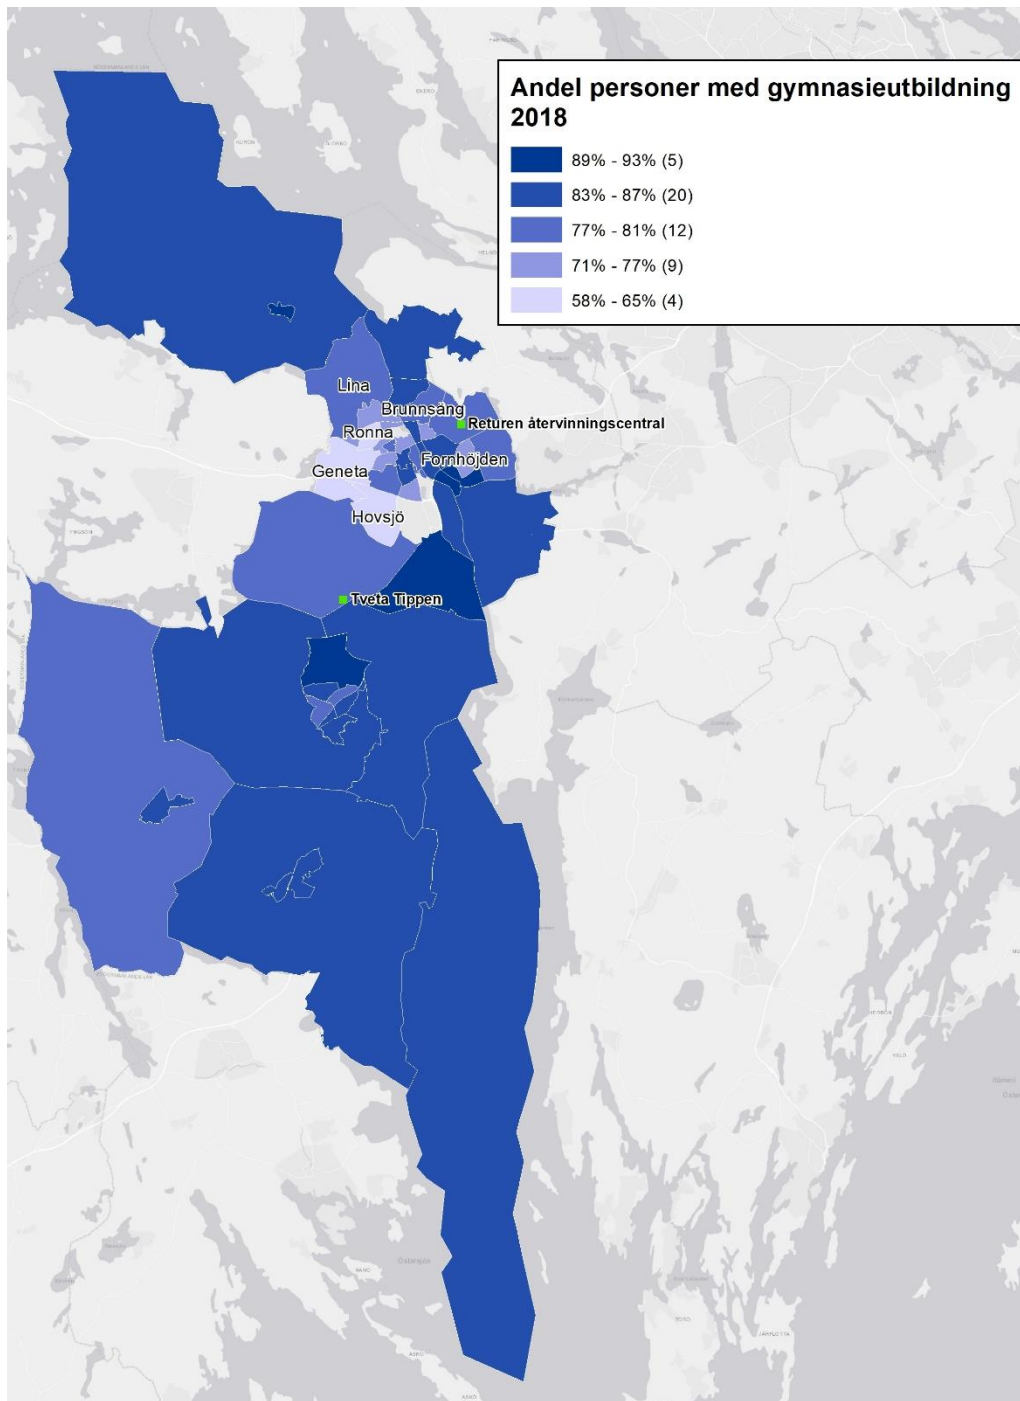 Andel personer med gymnasieutbildning
2018
89% - 93% (5)
83% - 87% (20)
77% - 81% (12)
71% - 77% (9)
58% - 65% (4)
Lina
Brunnsäng
Returen återvinningscentral
Ronna
Fornhöjden
Geneta
Hovsjö
Tveta Tippen
Östersjö